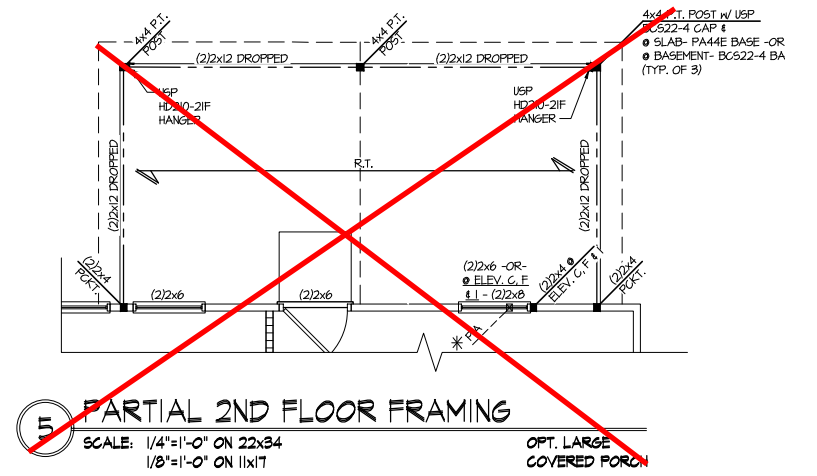 4x4 P.T.
POST
4x4 P.T.
POST
4x4 P.T. POST W/ USP
BCS22-4 CAP &
@ SLAB- PA44E BASE -OR
@ BASEMENT- BCS22-4 BA
(TYP. OF 3)
(2)2x12 DROPPED
(2)2x12 DROPPED
USP
HD210-2IF
HANGER
USP
HD210-2IF
HANGER
(2)2x12 DROPPED
R.T.
(2)2x12 DROPPED
(2)2x4
PCKT.
(2)2x6
(2)2x6
(2)2x6 -OR-
@ ELEV. C, F
& I - (2)2x8
(2)2x4 @
ELEV. C, F & I
(2)2x4
PCKT.
5
PARTIAL 2ND FLOOR FRAMING
SCALE: 1/4"=1'-0" ON 22x34
1/8"=1'-0" ON 11x17
OPT. LARGE
COVERED PORCH